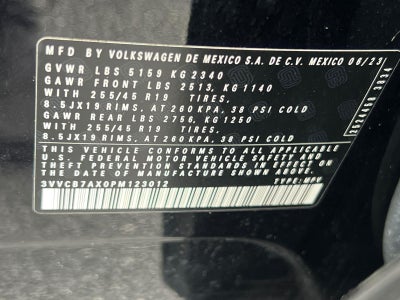 MFD BY VOLKSWAGEN DE MEXICO S.A. DE C.V. MEXICO 06/23
GVWR LBS 5159 KG 2340
GAWR FRONT LBS 2513, KG 1140
WITH 255/45 R19 TIRES,
8.5JX19 RIMS, AT 260 KPA, 38 PSI COLD
GAWR REAR LBS 2756, KG 1250
WITH 255/45 R19 TIRES,
8.5JX19 RIMS, AT 260 KPA, 38 PSI COLD
THIS VEHICLE CONFORMS TO ALL APPLICABLE
U.S. FEDERAL MOTOR VEHICLE SAFETY AND
THEFT PREVENTION STANDARDS IN EFFECT ON
THE DATE OF MANUFACTURE SHOWN ABOVE.
3VVCB7AX0PM123012 TYPE: MPV